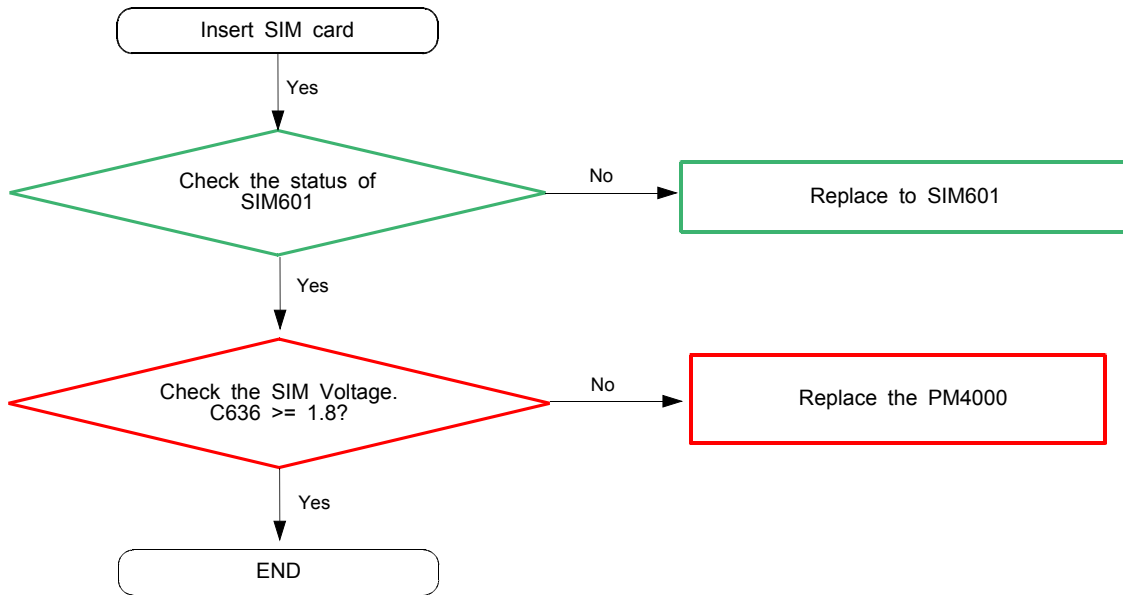 Insert SIM card
Yes
Check the status of
SIM601
No
Replace to SIM601
Yes
Check the SIM Voltage.
C636 >= 1.8?
No
Replace the PM4000
Yes
END